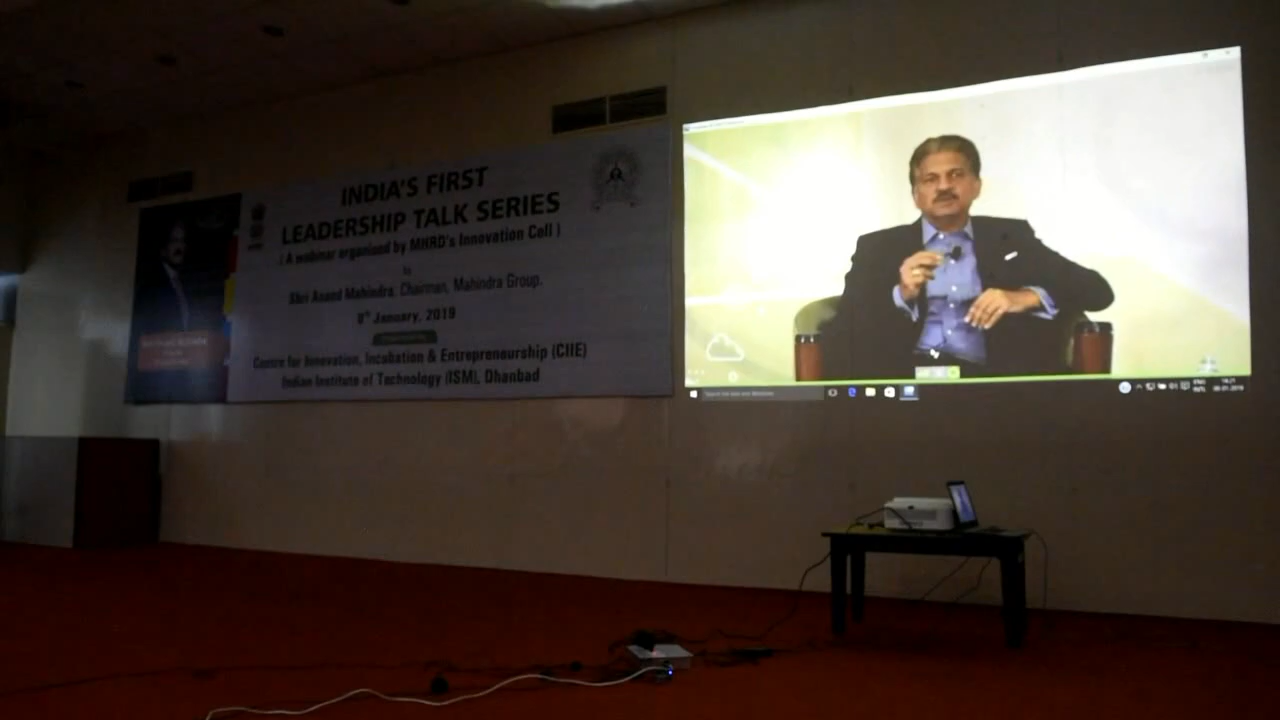 INDIA'S FIRST
LEADERSHIP TALK SERIES
( A webinar organised by MHRD's Innovation Cell )
by
Shri Anand Mahindra, Chairman, Mahindra Group.
8th January, 2019
Centre for Innovation, Incubation & Entrepreneurship (CIIE)
Indian Institute of Technology (ISM), Dhanbad